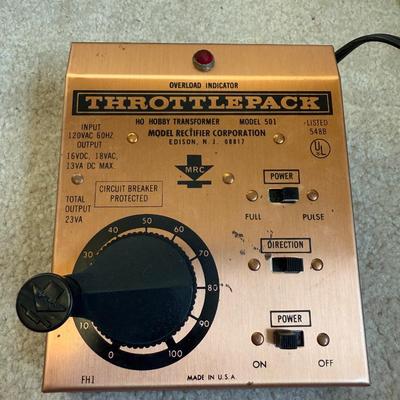 OVERLOAD INDICATOR
THROTTLEPACK
HO HOBBY TRANSFORMER MODEL 501
MODEL RECTIFIER CORPORATION
EDISON, N. J. 08817
INPUT
120VAC 60HZ
OUTPUT
16VDC, 18VAC,
13VA DC MAX.
LISTED
548B
UL
MRC
CIRCUIT BREAKER
PROTECTED
TOTAL
OUTPUT
23VA
POWER
FULL PULSE
DIRECTION
POWER
ON OFF
0 10 20 30 40 50 60 70 80 90 100
FH1
MADE IN U.S.A.